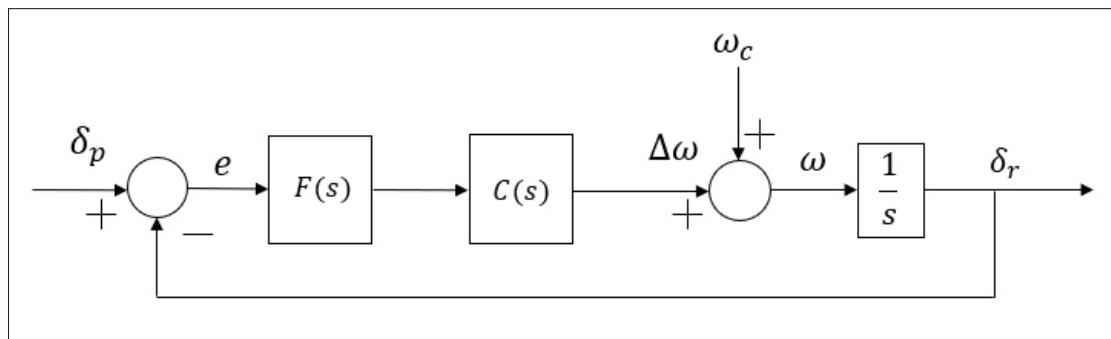 ω_c
+
δ_p
+
e
−
F(s)
C(s)
Δω
+
ω
1/s
δ_r